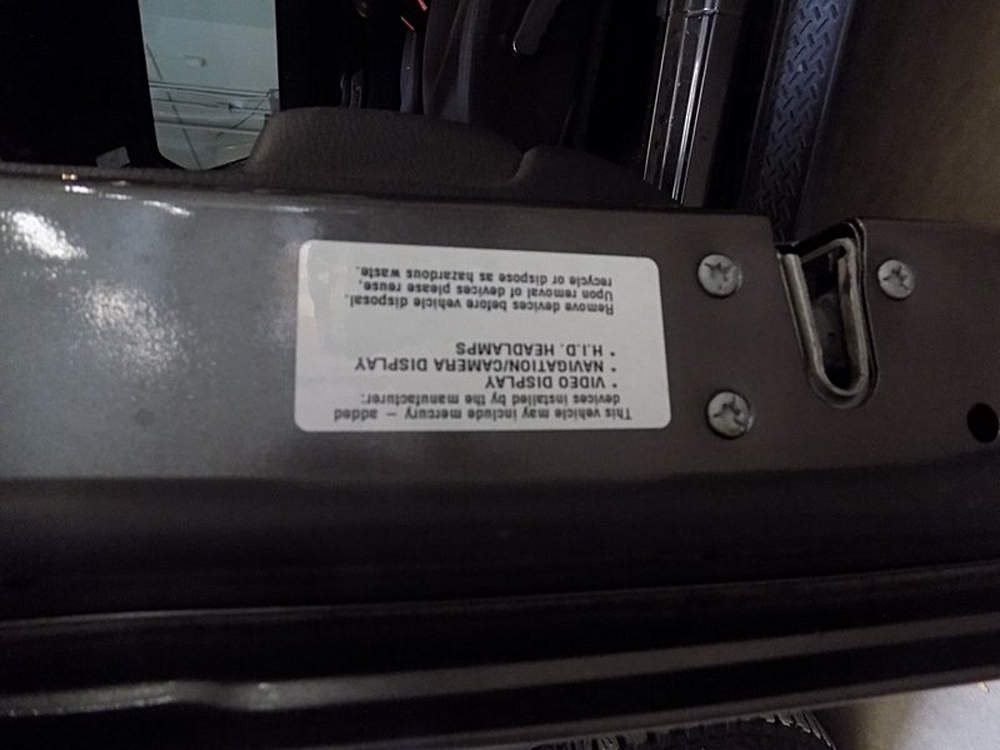 This vehicle may include mercury – added
devices installed by the manufacturer:
• VIDEO DISPLAY
• NAVIGATION/CAMERA DISPLAY
• H.I.D. HEADLAMPS
Remove devices before vehicle disposal.
Upon removal of devices please reuse,
recycle or dispose as hazardous waste.